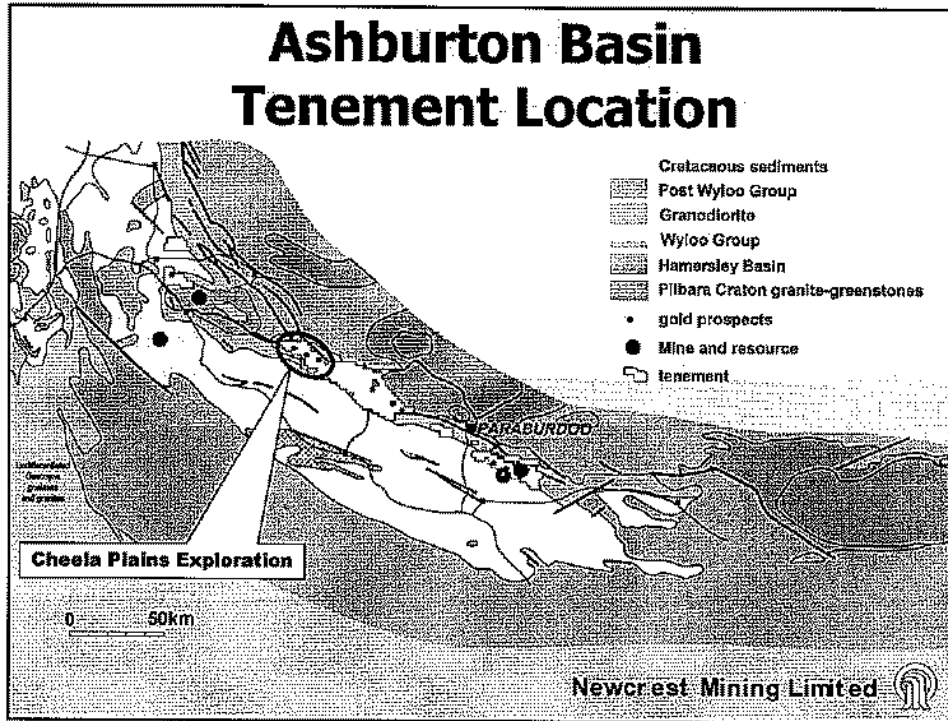 Ashburton Basin
Tenement Location
Cretaceous sediments
Post Wyloo Group
Granodiorite
Wyloo Group
Hamersley Basin
Pilbara Craton granite-greenstones
gold prospects
Mine and resource
tenement
PARABURDOO
Cheela Plains Exploration
0 50km
Newcrest Mining Limited